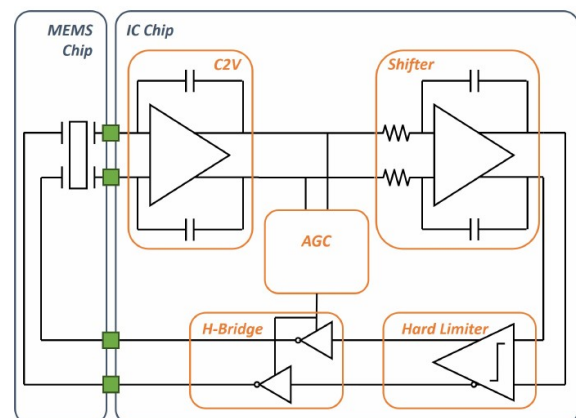 MEMS
Chip
IC Chip
C2V
Shifter
AGC
H-Bridge
Hard Limiter